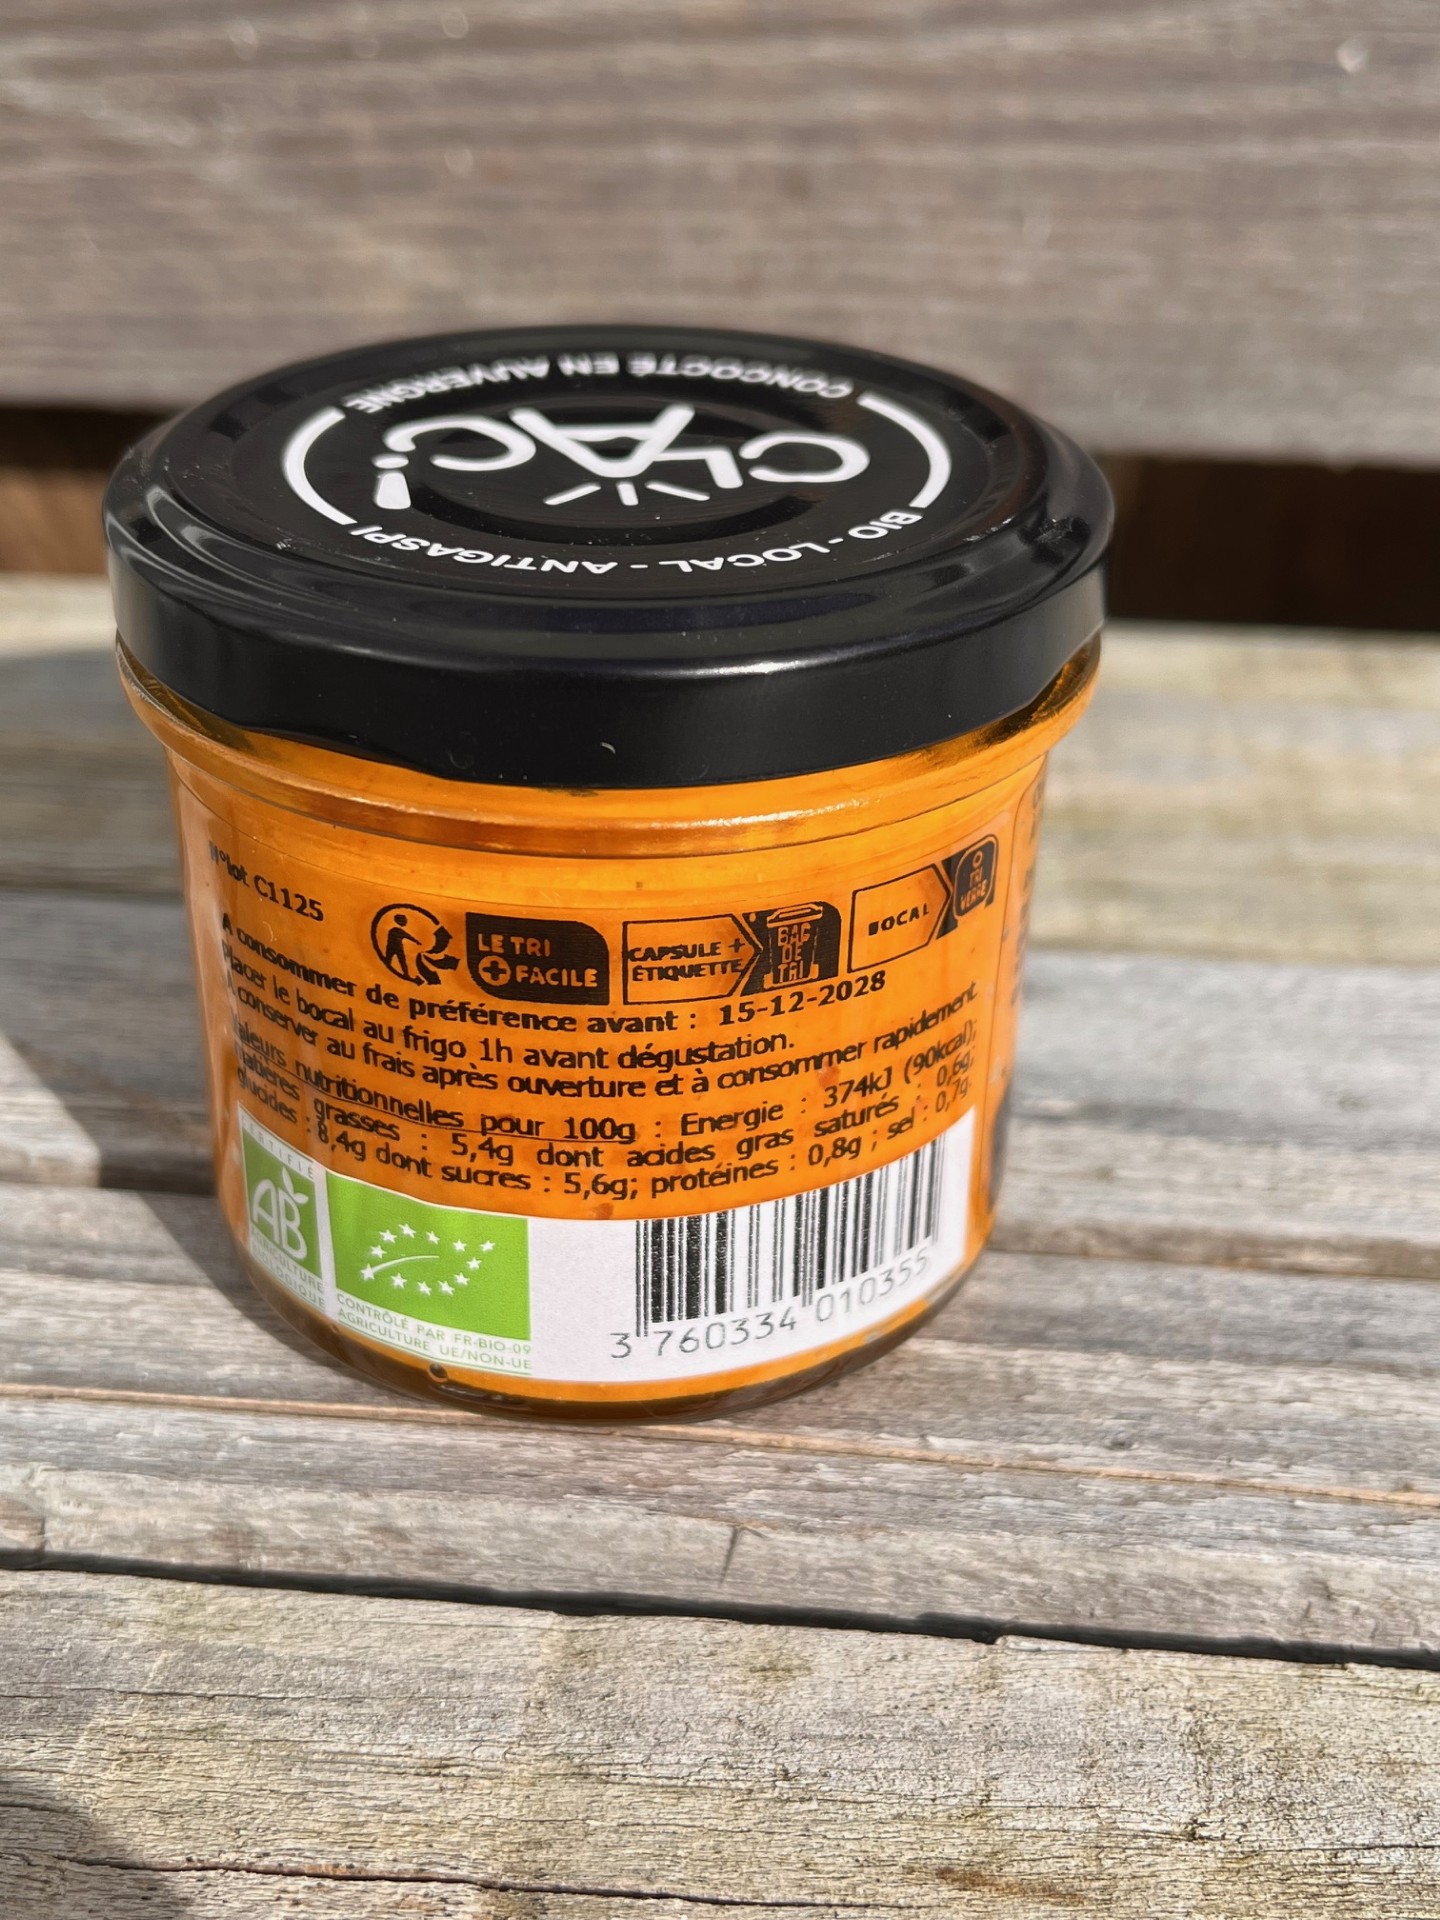 CONCOCTÉ EN AUVERGNE
CLAC!
BIO - LOCAL - ANTIGASPI
N°lot C1125
LE TRI
+ FACILE
CAPSULE +
ÉTIQUETTE
BAC
DE
TRI
BOCAL
TRI
VERRE
A consommer de préférence avant : 15-12-2028
Placer le bocal au frigo 1h avant dégustation.
A conserver au frais après ouverture et à consommer rapidement.
Valeurs nutritionnelles pour 100g : Energie : 374kJ (90kcal);
matières grasses : 5,4g dont acides gras saturés : 0,6g;
glucides : 8,4g dont sucres : 5,6g; protéines : 0,8g ; sel : 0,7g
CERTIFIÉ
AB
AGRICULTURE
BIOLOGIQUE
CONTRÔLÉ PAR FR-BIO-09
AGRICULTURE UE/NON-UE
3 760334 010355